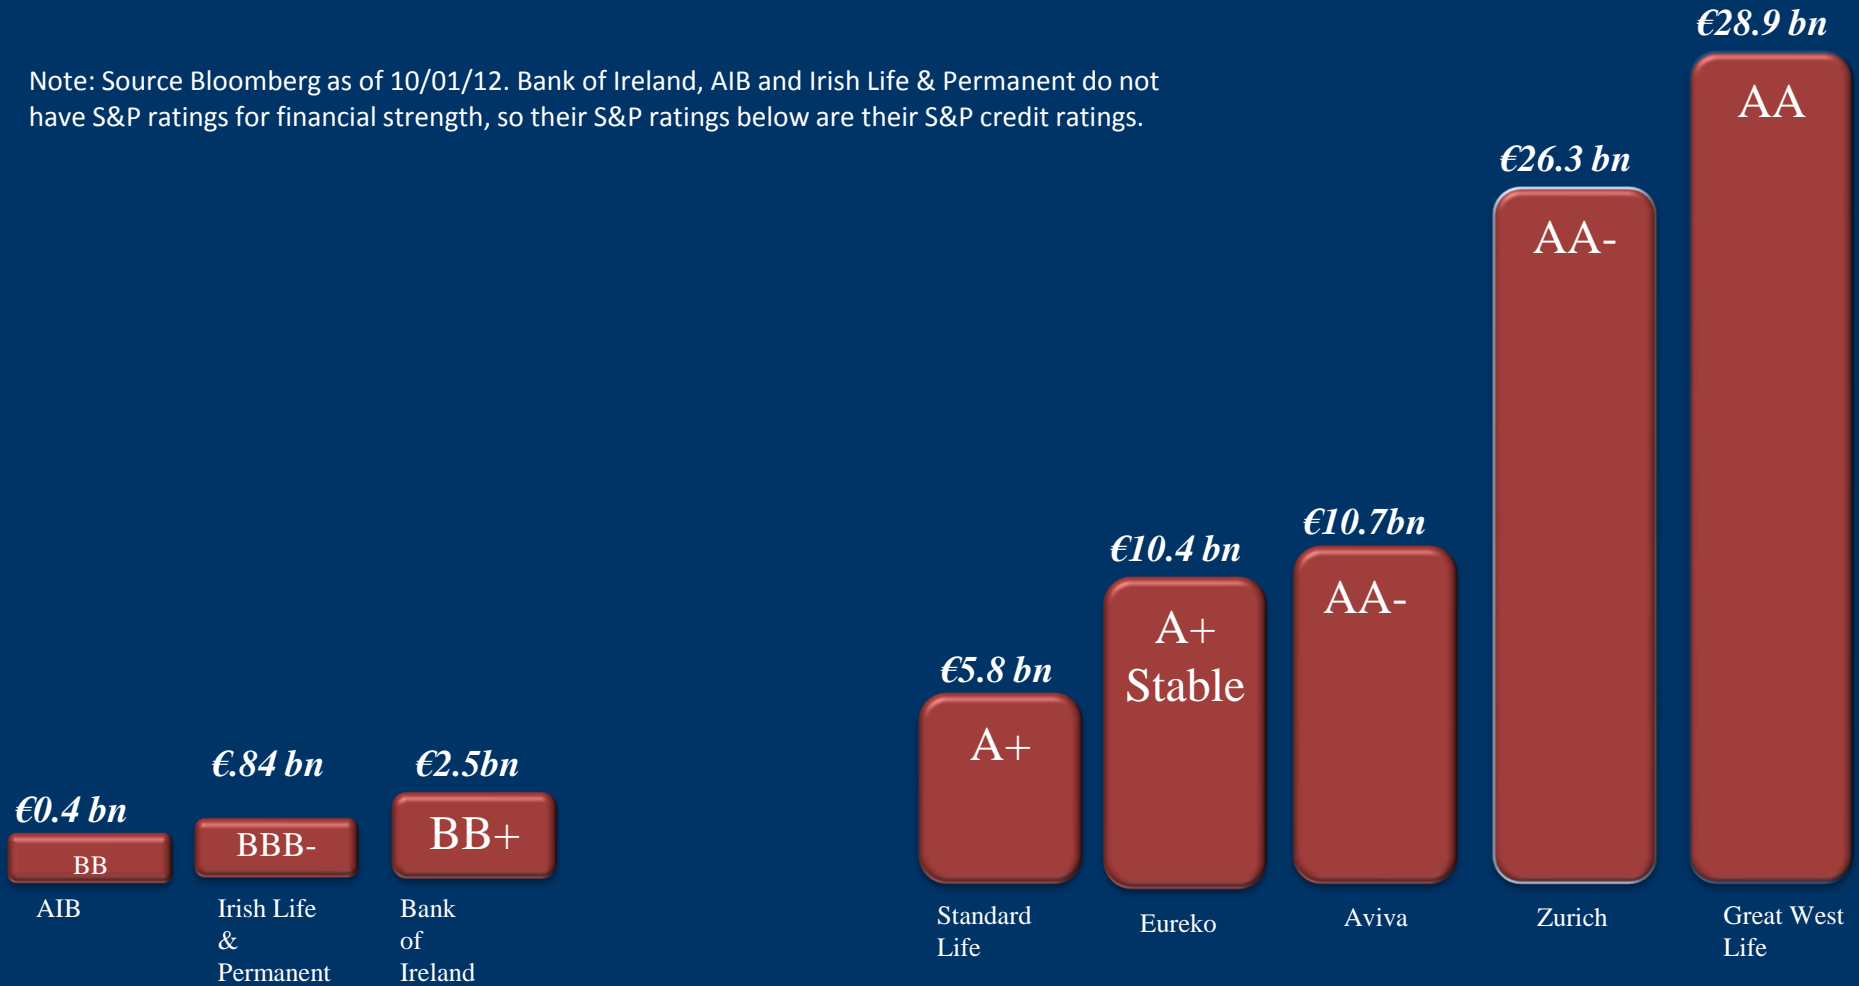 €28.9 bn
Note: Source Bloomberg as of 10/01/12. Bank of Ireland, AIB and Irish Life & Permanent do not
have S&P ratings for financial strength, so their S&P ratings below are their S&P credit ratings.
AA
€26.3 bn
AA-
€10.7bn
€10.4 bn
AA-
A+
Stable
€5.8 bn
A+
€.84 bn
€2.5bn
€0.4 bn
BB
BBB-
BB+
AIB
Irish Life
&
Permanent
Bank
of
Ireland
Standard
Life
Eureko
Aviva
Zurich
Great West
Life